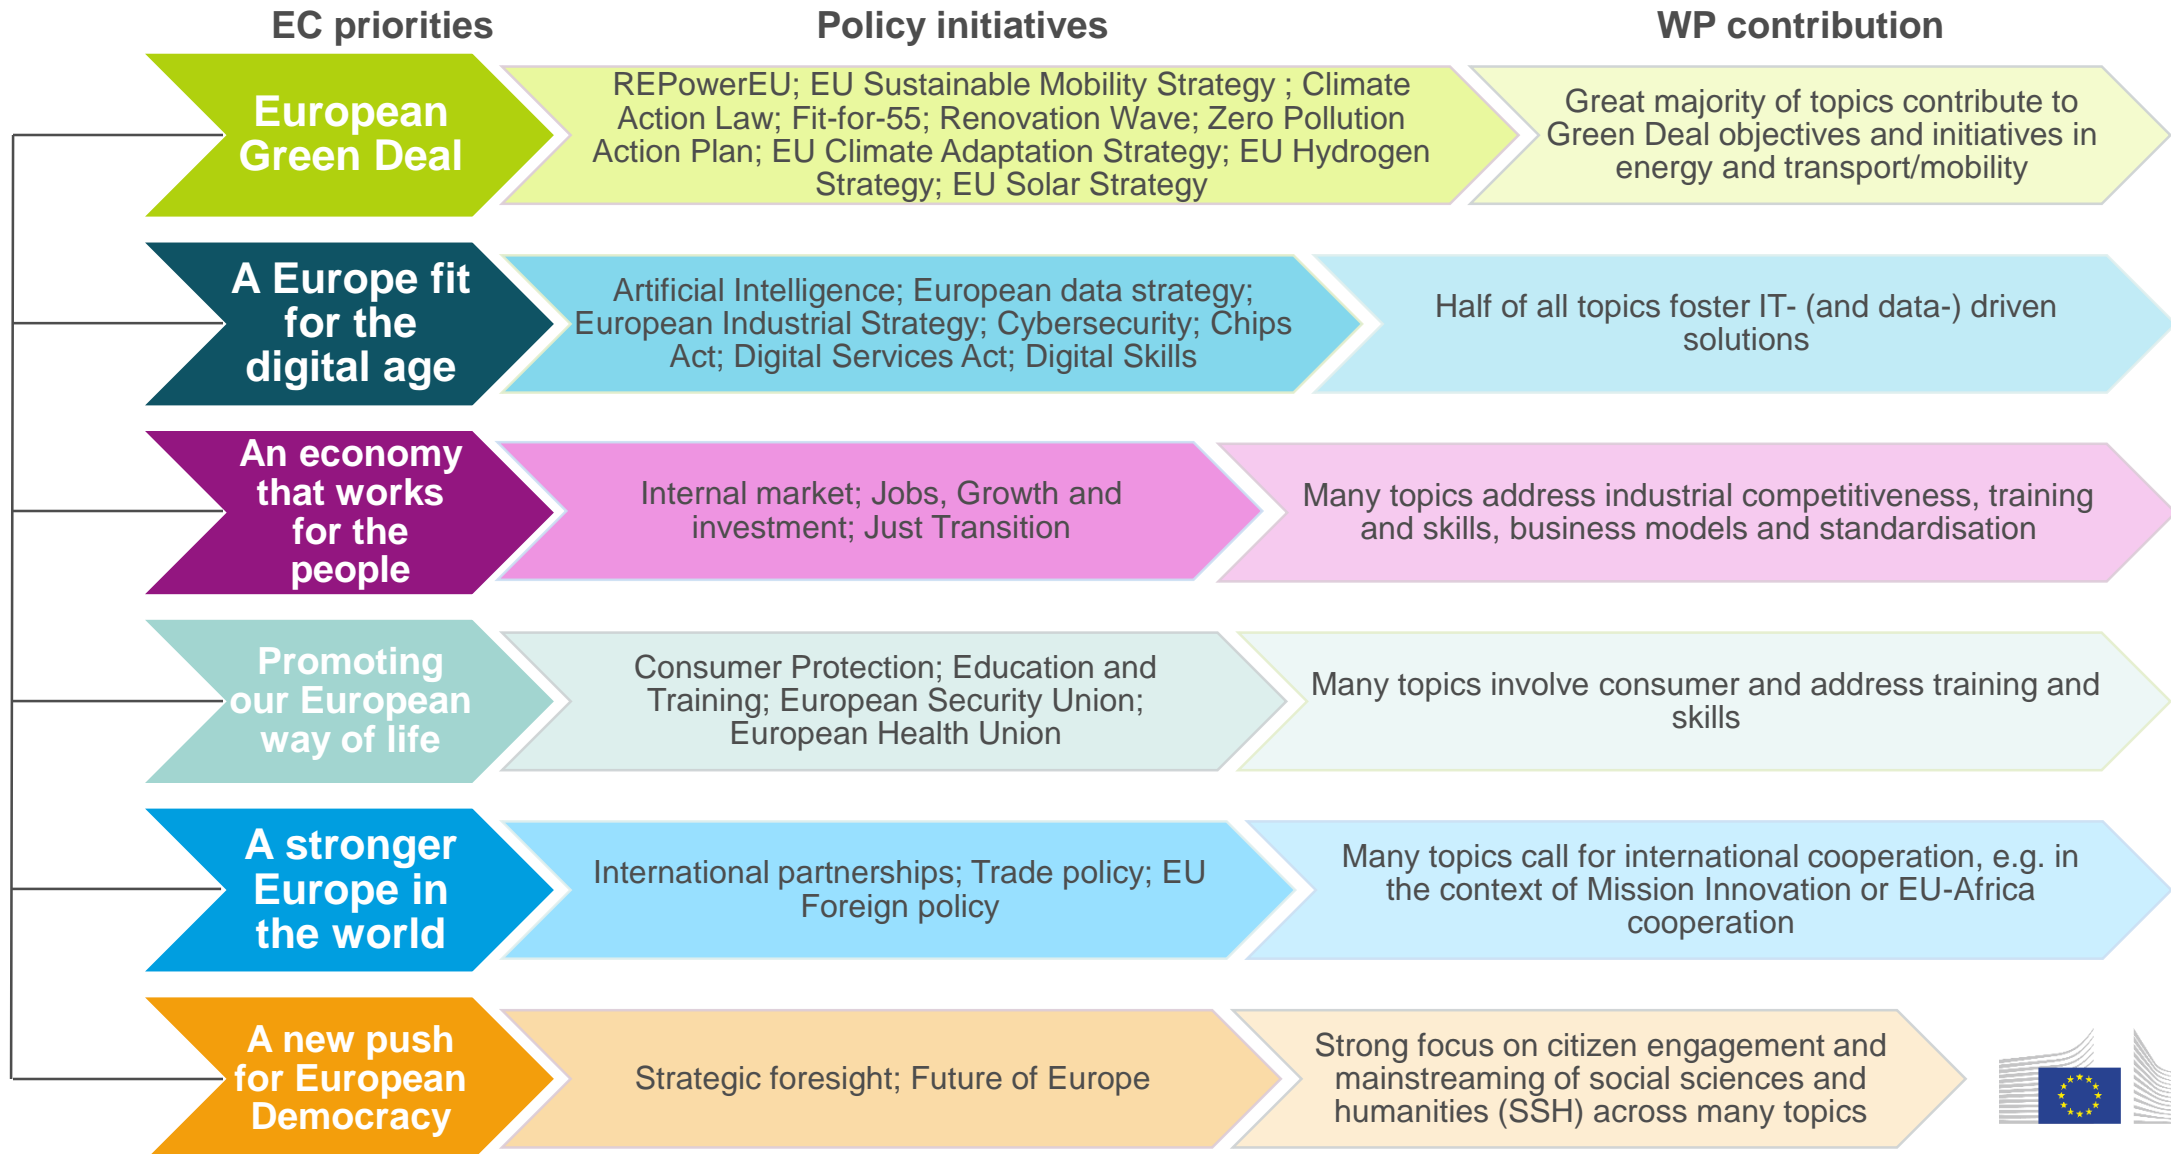 EC priorities
Policy initiatives
WP contribution
European
Green Deal
REPowerEU; EU Sustainable Mobility Strategy ; Climate
Action Law; Fit-for-55; Renovation Wave; Zero Pollution
Action Plan; EU Climate Adaptation Strategy; EU Hydrogen
Strategy; EU Solar Strategy
Great majority of topics contribute to
Green Deal objectives and initiatives in
energy and transport/mobility
A Europe fit
for the
digital age
Artificial Intelligence; European data strategy;
European Industrial Strategy; Cybersecurity; Chips
Act; Digital Services Act; Digital Skills
Half of all topics foster IT- (and data-) driven
solutions
An economy
that works
for the
people
Internal market; Jobs, Growth and
investment; Just Transition
Many topics address industrial competitiveness, training
and skills, business models and standardisation
Promoting
our European
way of life
Consumer Protection; Education and
Training; European Security Union;
European Health Union
Many topics involve consumer and address training and
skills
A stronger
Europe in
the world
International partnerships; Trade policy; EU
Foreign policy
Many topics call for international cooperation, e.g. in
the context of Mission Innovation or EU-Africa
cooperation
A new push
for European
Democracy
Strategic foresight; Future of Europe
Strong focus on citizen engagement and
mainstreaming of social sciences and
humanities (SSH) across many topics